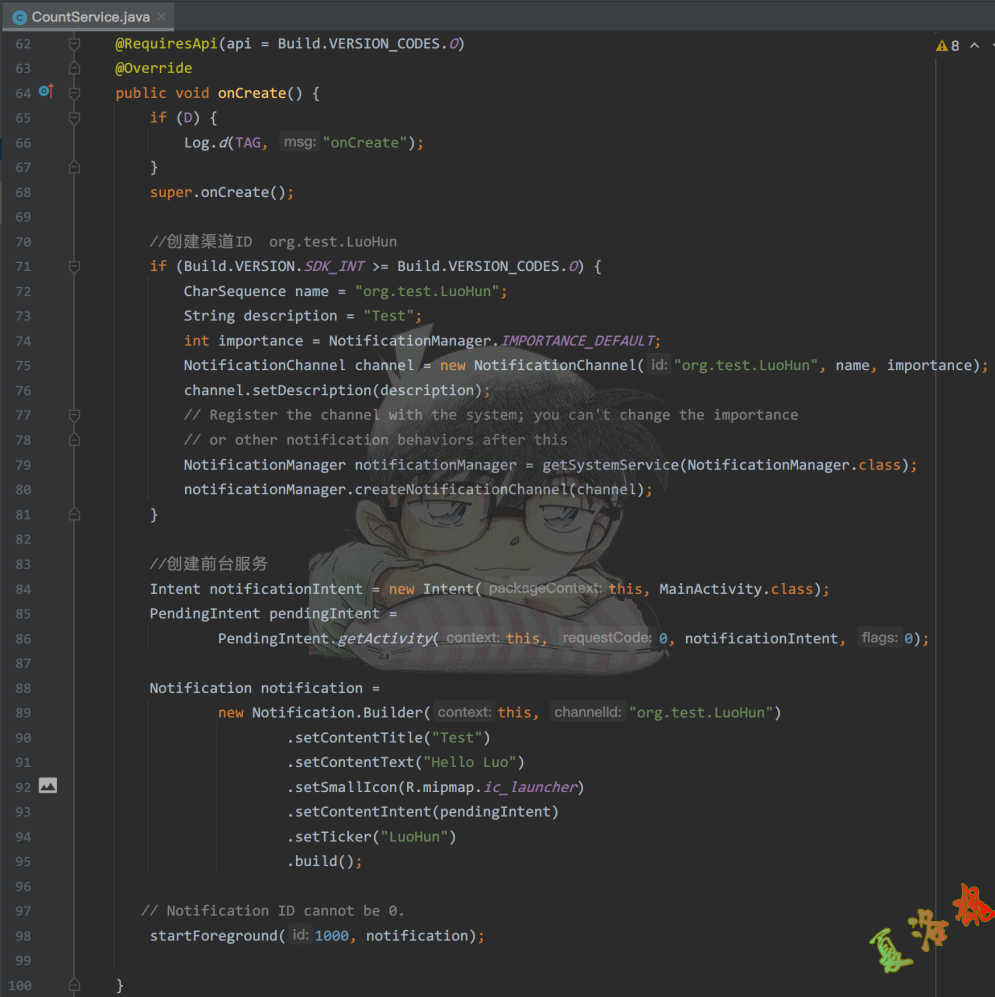 CountService.java
8
62 @RequiresApi(api = Build.VERSION_CODES.O)
63 @Override
64 public void onCreate() {
65 if (D) {
66 Log.d(TAG, msg: "onCreate");
67 }
68 super.onCreate();
69
70 //创建渠道ID org.test.LuoHun
71 if (Build.VERSION.SDK_INT >= Build.VERSION_CODES.O) {
72 CharSequence name = "org.test.LuoHun";
73 String description = "Test";
74 int importance = NotificationManager.IMPORTANCE_DEFAULT;
75 NotificationChannel channel = new NotificationChannel( id: "org.test.LuoHun", name, importance);
76 channel.setDescription(description);
77 // Register the channel with the system; you can't change the importance
78 // or other notification behaviors after this
79 NotificationManager notificationManager = getSystemService(NotificationManager.class);
80 notificationManager.createNotificationChannel(channel);
81 }
82
83 //创建前台服务
84 Intent notificationIntent = new Intent( packageContext: this, MainActivity.class);
85 PendingIntent pendingIntent =
86 PendingIntent.getActivity( context: this, requestCode: 0, notificationIntent, flags: 0);
87
88 Notification notification =
89 new Notification.Builder( context: this, channelId: "org.test.LuoHun")
90 .setContentTitle("Test")
91 .setContentText("Hello Luo")
92 .setSmallIcon(R.mipmap.ic_launcher)
93 .setContentIntent(pendingIntent)
94 .setTicker("LuoHun")
95 .build();
96
97 // Notification ID cannot be 0.
98 startForeground( id: 1000, notification);
99
100 }
夏洛魂